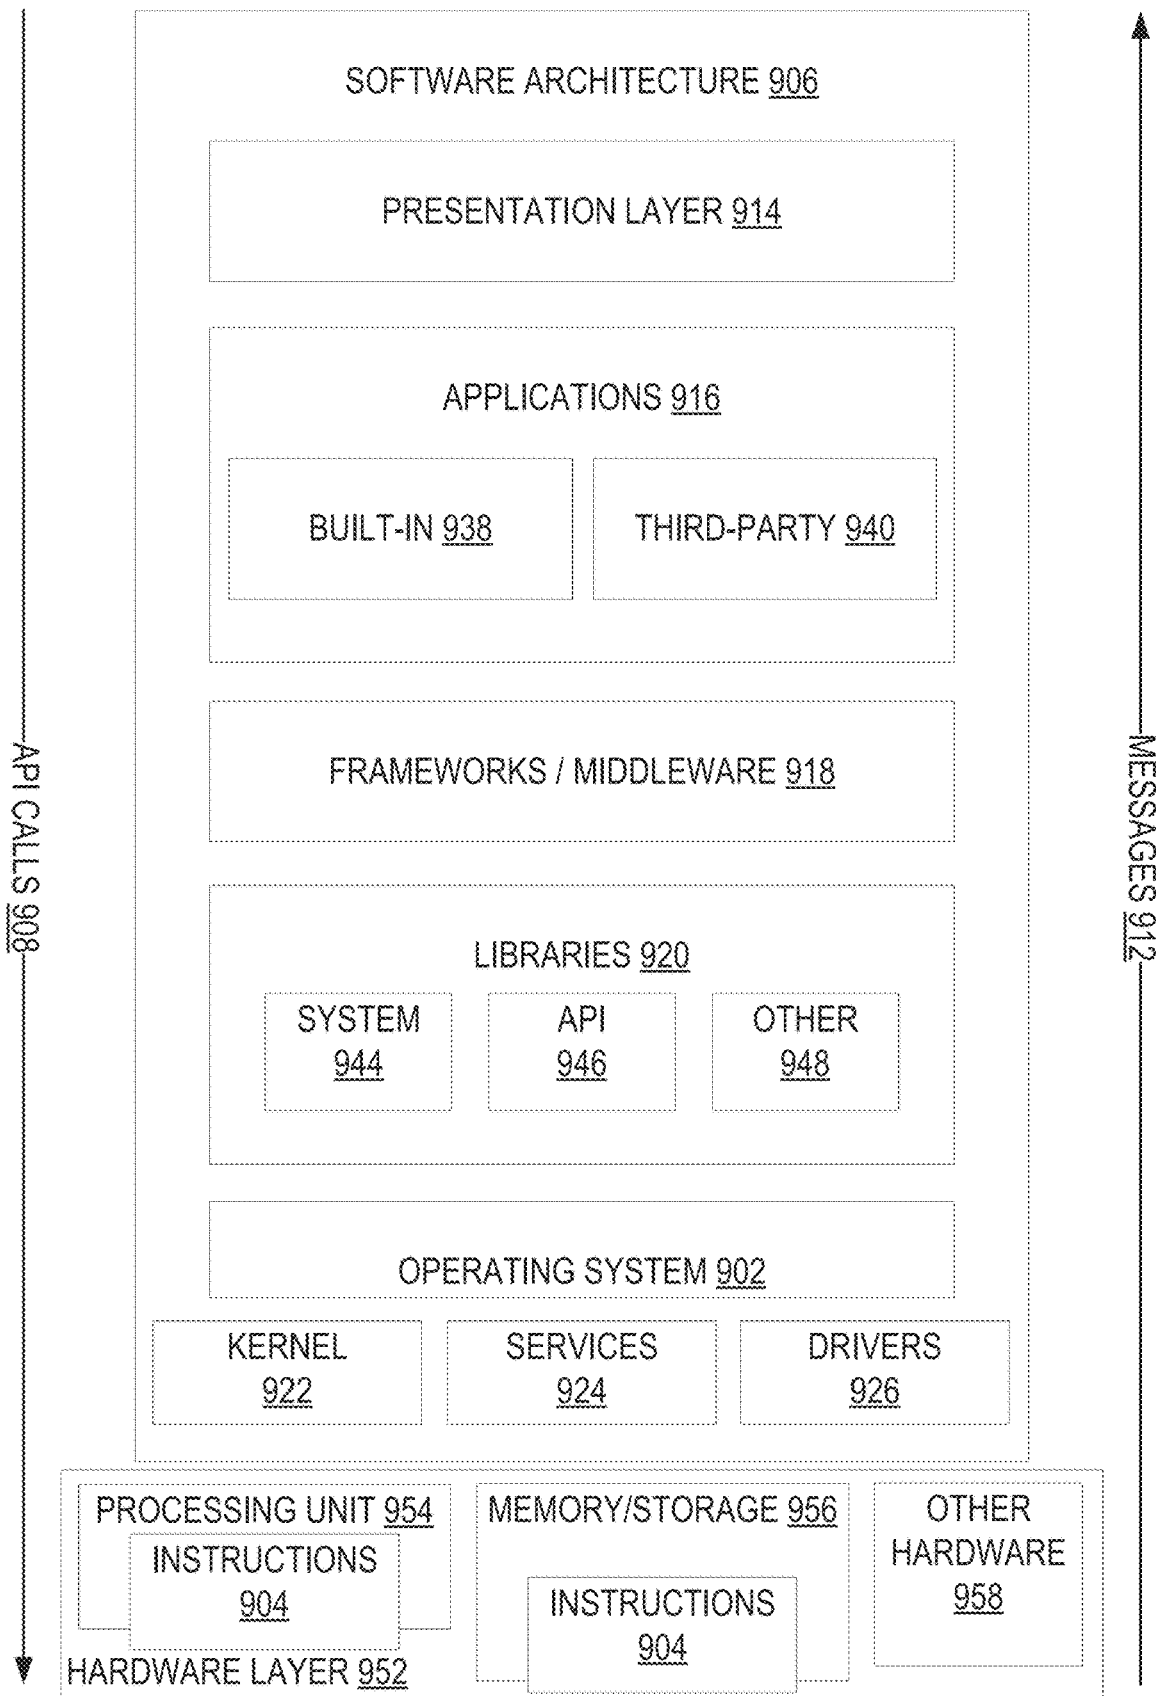 SOFTWARE ARCHITECTURE 906
PRESENTATION LAYER 914
APPLICATIONS 916
BUILT-IN 938
THIRD-PARTY 940
FRAMEWORKS / MIDDLEWARE 918
API CALLS 908
MESSAGES 912
LIBRARIES 920
SYSTEM
944
API
946
OTHER
948
OPERATING SYSTEM 902
KERNEL
922
SERVICES
924
DRIVERS
926
PROCESSING UNIT 954
INSTRUCTIONS
904
MEMORY/STORAGE 956
INSTRUCTIONS
904
OTHER
HARDWARE
958
HARDWARE LAYER 952